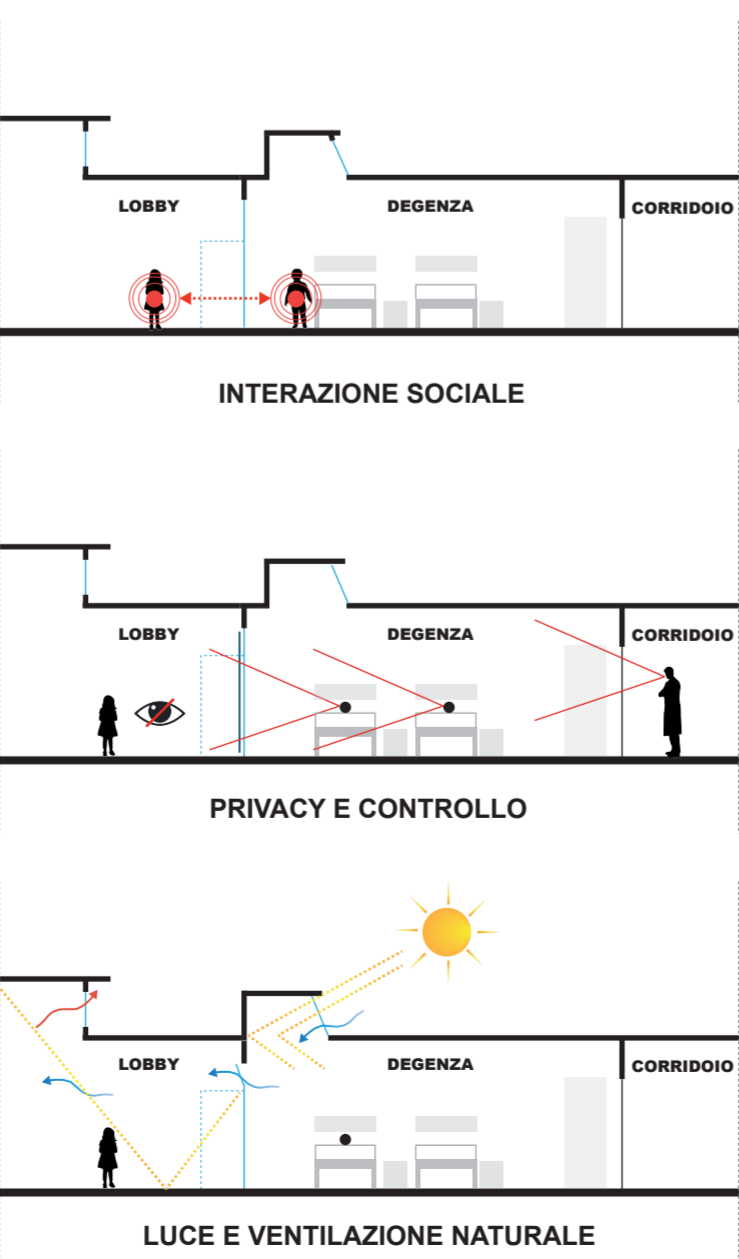 LOBBY
DEGENZA
CORRIDOIO
INTERAZIONE SOCIALE
LOBBY
DEGENZA
CORRIDOIO
PRIVACY E CONTROLLO
LOBBY
DEGENZA
CORRIDOIO
LUCE E VENTILAZIONE NATURALE